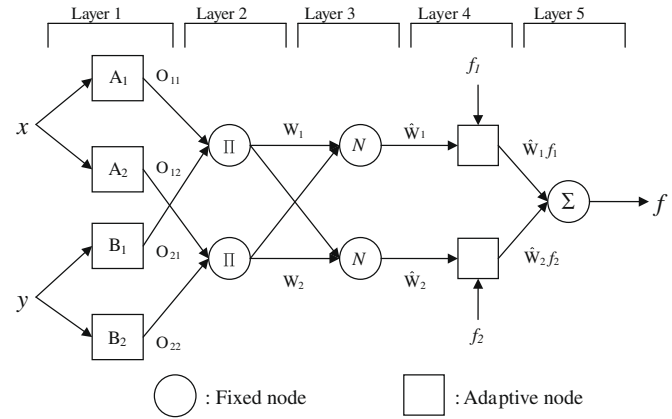 Layer 1 Layer 2 Layer 3 Layer 4 Layer 5
A₁ O₁₁ f₁
x W₁ Ŵ₁ Ŵ₁f₁
Π N
A₂ O₁₂
Σ f
B₁ O₂₁
Π N
y W₂ Ŵ₂ Ŵ₂f₂
B₂ O₂₂ f₂
: Fixed node : Adaptive node